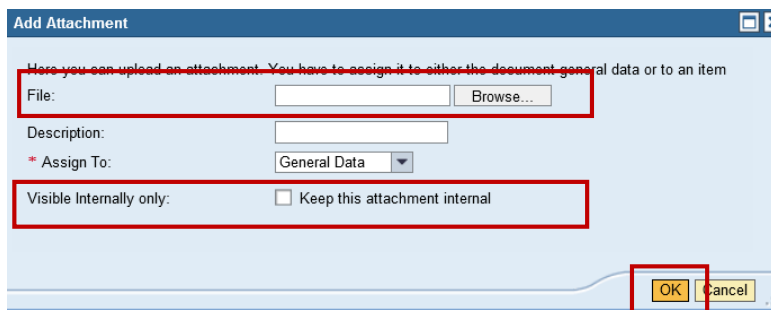 Add Attachment
Here you can upload an attachment. You have to assign it to either the document general data or to an item
File: Browse...
Description:
* Assign To: General Data
Visible Internally only: Keep this attachment internal
OK Cancel